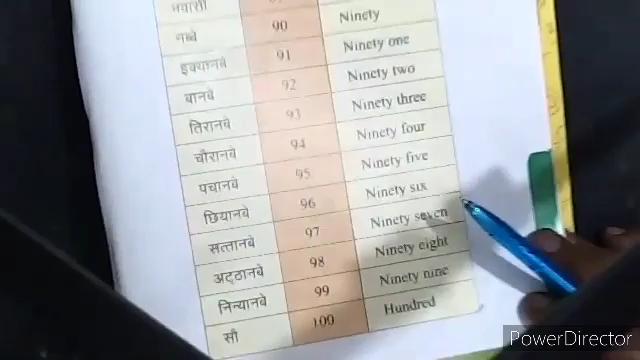 नवासी
नब्बे 90 Ninety
इक्यानवे 91 Ninety one
बानवे 92 Ninety two
तिरानवे 93 Ninety three
चौरानवे 94 Ninety four
पचानवे 95 Ninety five
छियानवे 96 Ninety six
सत्तानवे 97 Ninety seven
अट्ठानवे 98 Ninety eight
निन्यानवे 99 Ninety nine
सौ 100 Hundred
PowerDirector